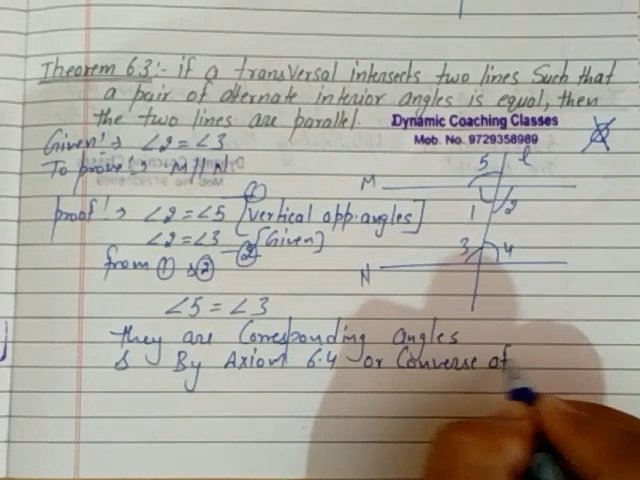 Theorem 6.3:- if a transversal intersects two lines Such that
a pair of alternate interior angles is equal, then
the two lines are parallel.
Dynamic Coaching Classes
Mob. No. 9729358989
Given:→ ∠2 = ∠3
To prove:→ M || N
proof:→ ∠2 = ∠5 —① [vertical opp. angles]
∠2 = ∠3 —② [Given]
from ① & ②
∠5 = ∠3
they are Corresponding angles
& By Axiom 6.4 or Converse of
5 l
M
1 2
3 4
N